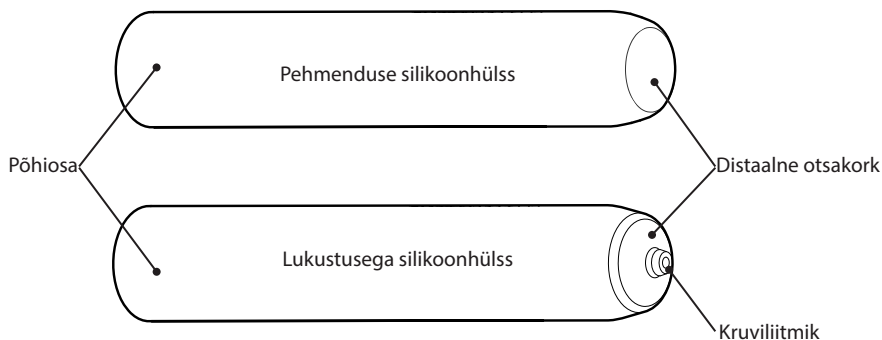 Pehmenduse silikoonhülss
Põhiosa
Distaalne otsakork
Lukustusega silikoonhülss
Kruviliitmik